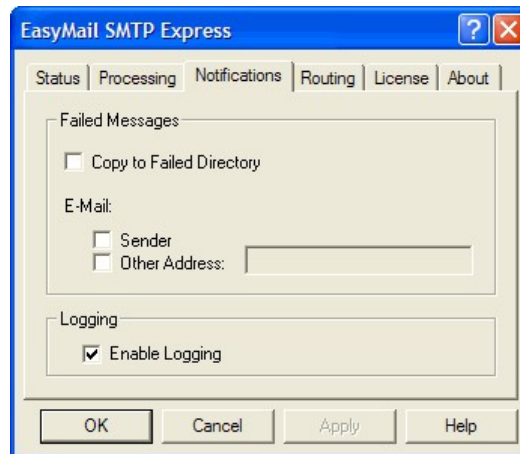 EasyMail SMTP Express
Status Processing Notifications Routing License About
Failed Messages
Copy to Failed Directory
E-Mail:
Sender
Other Address:
Logging
Enable Logging
OK Cancel Apply Help